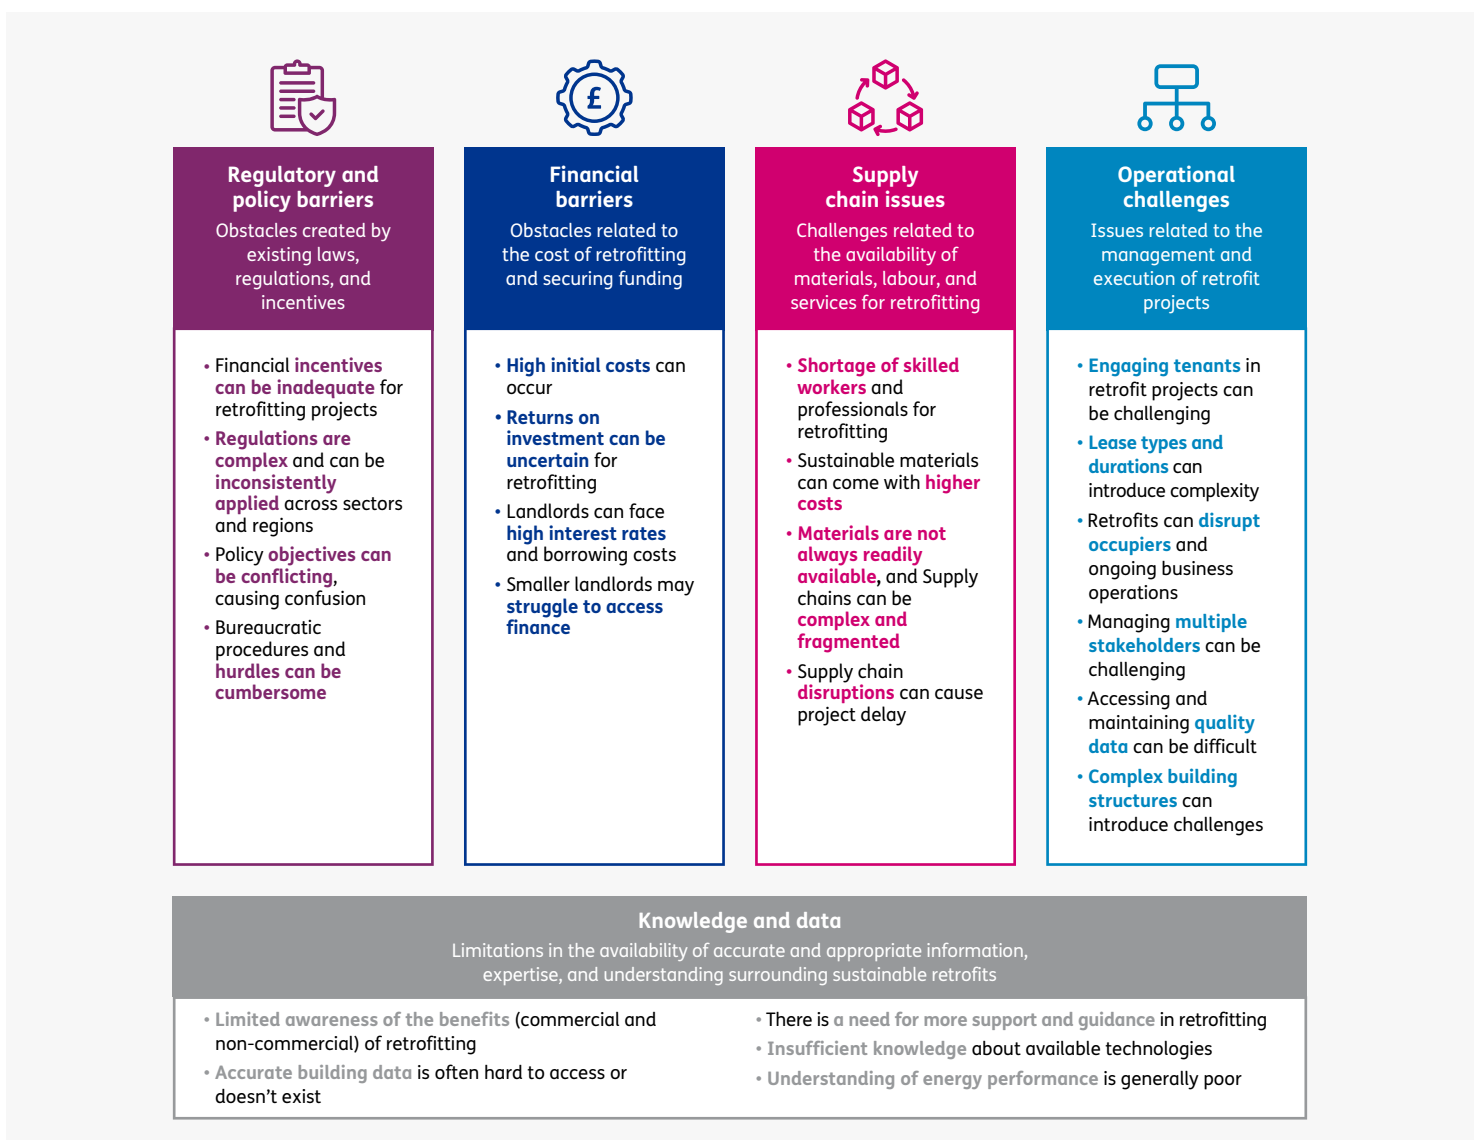 £
Regulatory and
policy barriers
Obstacles created by
existing laws,
regulations, and
incentives
• Financial incentives
can be inadequate for
retrofitting projects
• Regulations are
complex and can be
inconsistently
applied across sectors
and regions
• Policy objectives can
be conflicting,
causing confusion
• Bureaucratic
procedures and
hurdles can be
cumbersome
Financial
barriers
Obstacles related to
the cost of retrofitting
and securing funding
• High initial costs can
occur
• Returns on
investment can be
uncertain for
retrofitting
• Landlords can face
high interest rates
and borrowing costs
• Smaller landlords may
struggle to access
finance
Supply
chain issues
Challenges related to
the availability of
materials, labour, and
services for retrofitting
• Shortage of skilled
workers and
professionals for
retrofitting
• Sustainable materials
can come with higher
costs
• Materials are not
always readily
available, and Supply
chains can be
complex and
fragmented
• Supply chain
disruptions can cause
project delay
Operational
challenges
Issues related to the
management and
execution of retrofit
projects
• Engaging tenants in
retrofit projects can
be challenging
• Lease types and
durations can
introduce complexity
• Retrofits can disrupt
occupiers and
ongoing business
operations
• Managing multiple
stakeholders can be
challenging
• Accessing and
maintaining quality
data can be difficult
• Complex building
structures can
introduce challenges
Knowledge and data
Limitations in the availability of accurate and appropriate information,
expertise, and understanding surrounding sustainable retrofits
• Limited awareness of the benefits (commercial and
non-commercial) of retrofitting
• Accurate building data is often hard to access or
doesn’t exist
• There is a need for more support and guidance in retrofitting
• Insufficient knowledge about available technologies
• Understanding of energy performance is generally poor